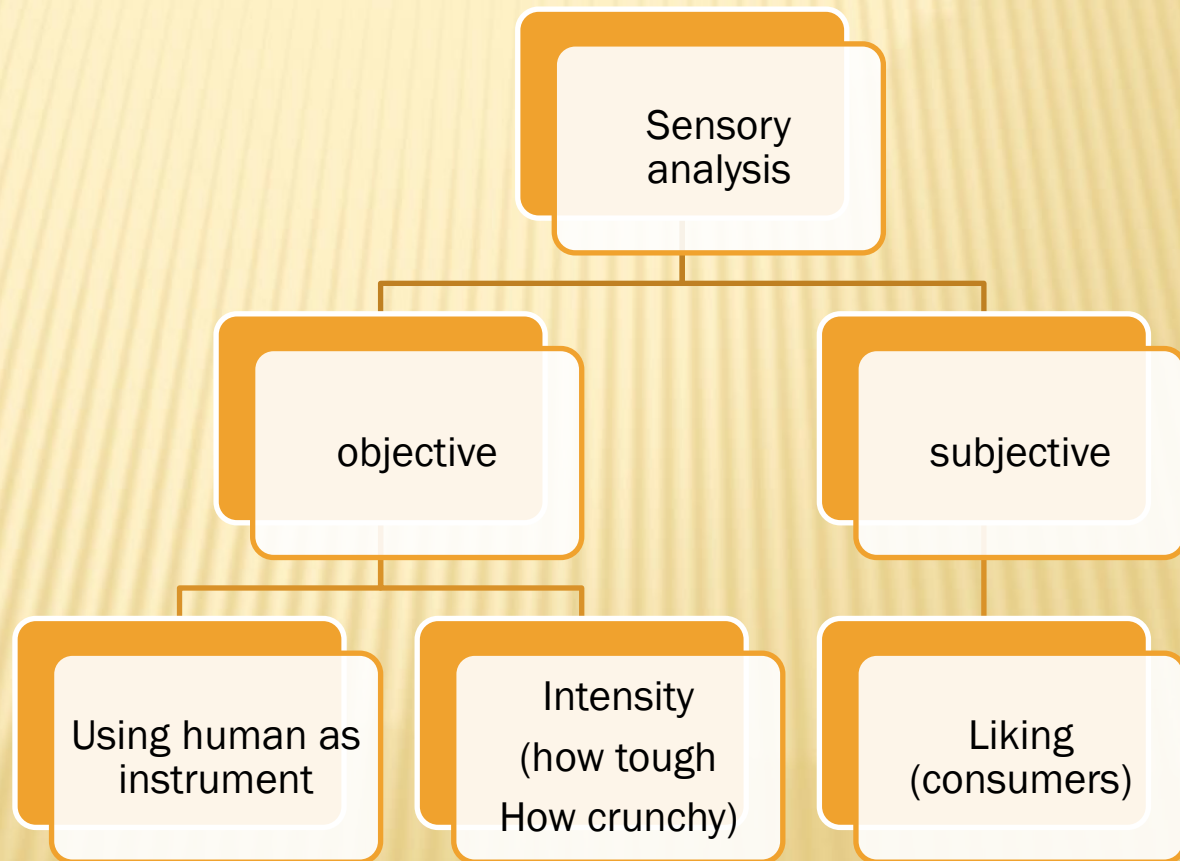 Sensory
analysis
objective
subjective
Using human as
instrument
Intensity
(how tough
How crunchy)
Liking
(consumers)